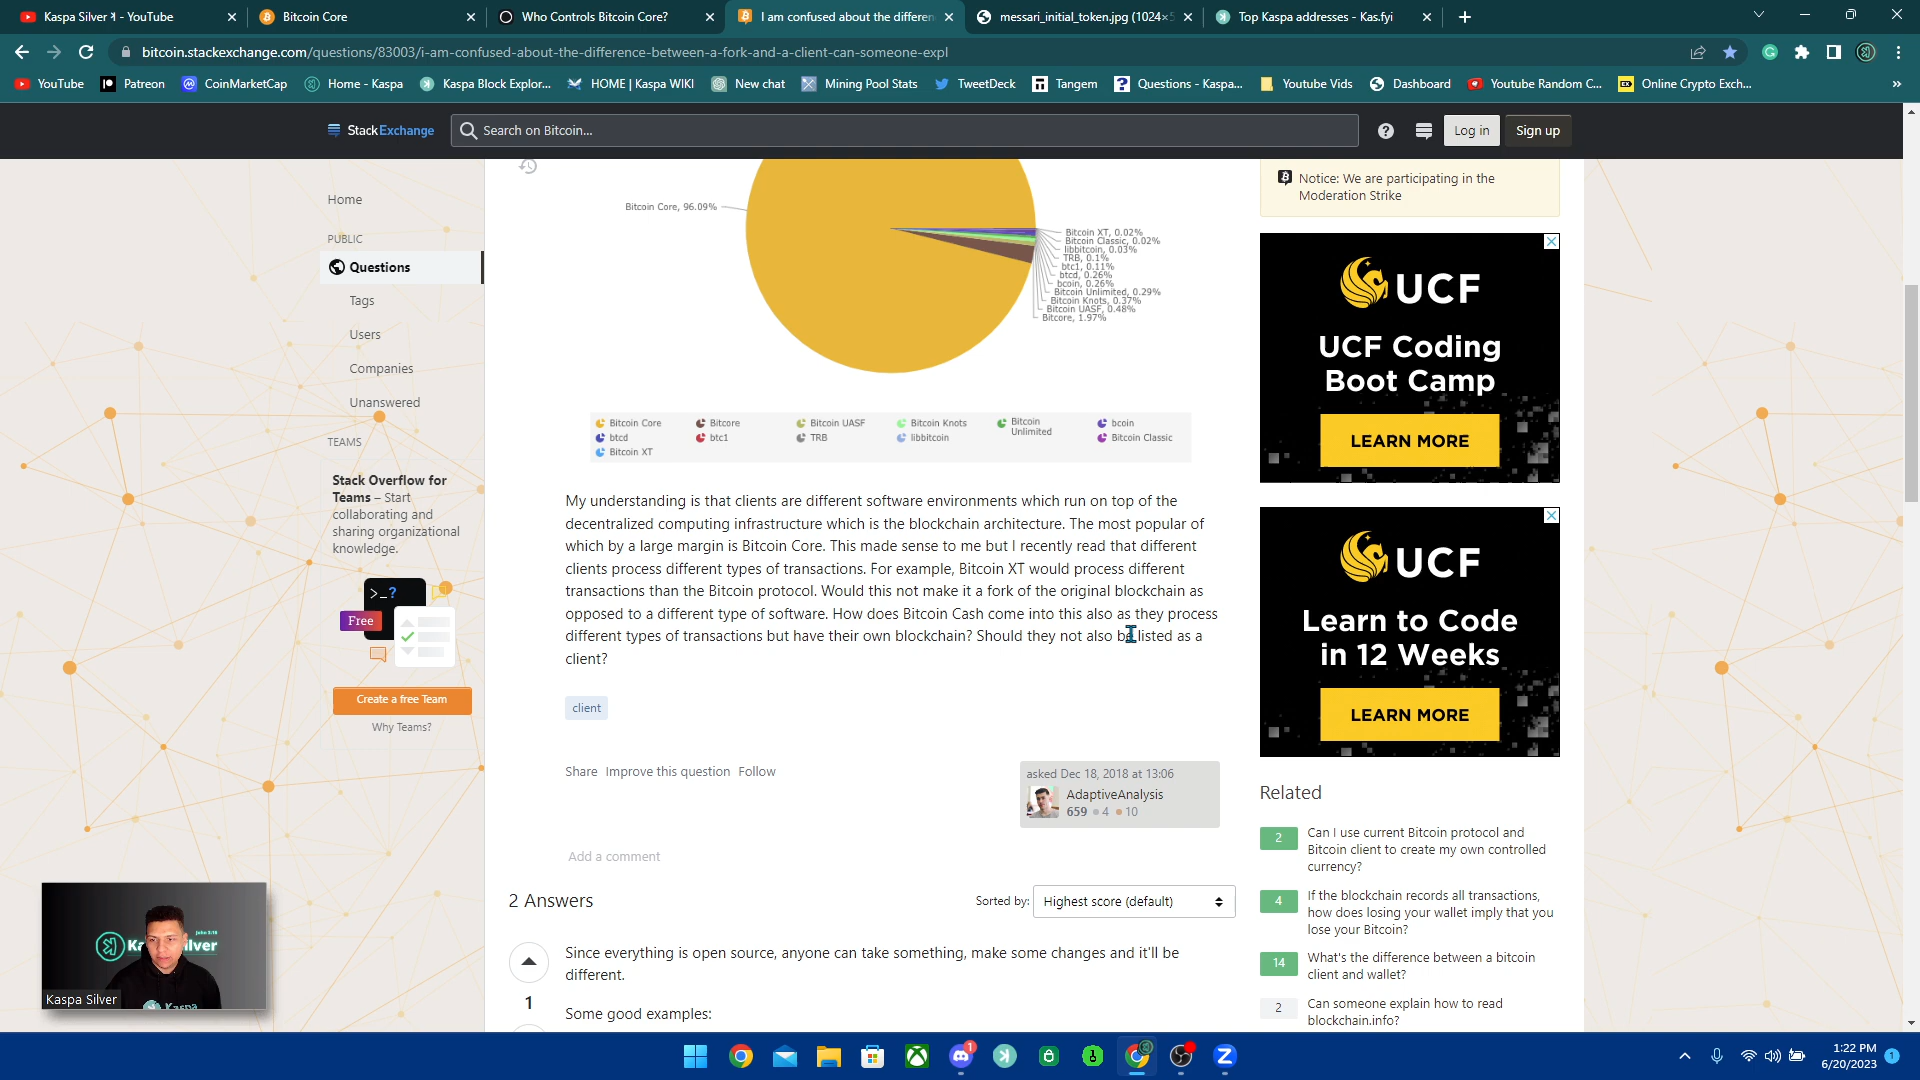 Kaspa Silver
YouTube
Bitcoin Core
Who Controls Bitcoin Core?
I am confused about the differen
messari_initial_token.jpg (1024×5
Top Kaspa addresses - Kas.fyi
bitcoin.stackexchange.com/questions/83003/i-am-confused-about-the-difference-between-a-fork-and-a-client-can-someone-expl
YouTube
Patreon
CoinMarketCap
Home - Kaspa
Kaspa Block Explor...
HOME | Kaspa WIKI
New chat
Mining Pool Stats
TweetDeck
Tangem
Questions - Kaspa...
Youtube Vids
Dashboard
Youtube Random C...
Online Crypto Exch...
StackExchange
Search on Bitcoin...
Log in
Sign up
Home
PUBLIC
Questions
Tags
Users
Companies
Unanswered
TEAMS
Stack Overflow for
Teams – Start
collaborating and
sharing organizational
knowledge.
>_?
Free
Create a free Team
Why Teams?
Bitcoin Core, 96.09%
Bitcoin XT, 0.02%
Bitcoin Classic, 0.02%
libbitcoin, 0.03%
TRB, 0.1%
btc1, 0.11%
btcd, 0.26%
bcoin, 0.26%
Bitcoin Unlimited, 0.29%
Bitcoin Knots, 0.37%
Bitcoin UASF, 0.48%
Bitcore, 1.97%
Bitcoin Core
Bitcore
Bitcoin UASF
Bitcoin Knots
Bitcoin
Unlimited
bcoin
btcd
btc1
TRB
libbitcoin
Bitcoin Classic
Bitcoin XT
My understanding is that clients are different software environments which run on top of the
decentralized computing infrastructure which is the blockchain architecture. The most popular of
which by a large margin is Bitcoin Core. This made sense to me but I recently read that different
clients process different types of transactions. For example, Bitcoin XT would process different
transactions than the Bitcoin protocol. Would this not make it a fork of the original blockchain as
opposed to a different type of software. How does Bitcoin Cash come into this also as they process
different types of transactions but have their own blockchain? Should they not also be listed as a
client?
client
Share Improve this question Follow
asked Dec 18, 2018 at 13:06
AdaptiveAnalysis
659 4 10
Add a comment
2 Answers
Sorted by:
Highest score (default)
Since everything is open source, anyone can take something, make some changes and it'll be
different.
1
Some good examples:
Notice: We are participating in the
Moderation Strike
UCF
UCF Coding
Boot Camp
LEARN MORE
UCF
Learn to Code
in 12 Weeks
LEARN MORE
Related
2
Can I use current Bitcoin protocol and
Bitcoin client to create my own controlled
currency?
4
If the blockchain records all transactions,
how does losing your wallet imply that you
lose your Bitcoin?
14
What's the difference between a bitcoin
client and wallet?
2
Can someone explain how to read
blockchain.info?
Kaspa Silver
1
1:22 PM
6/20/2023
1